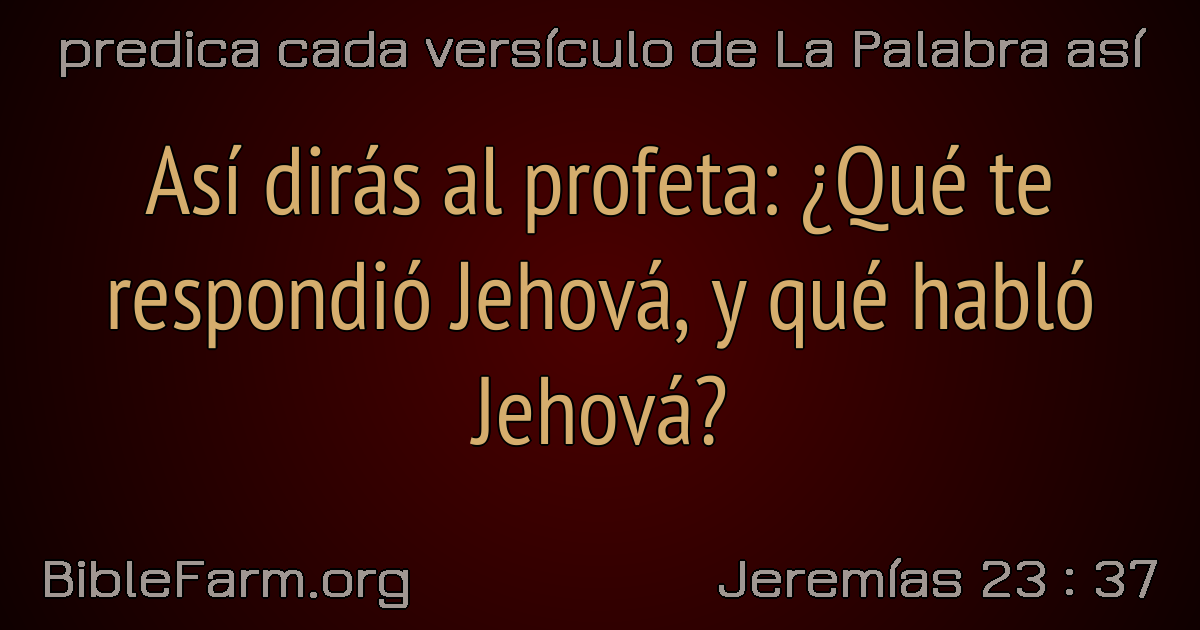 predica cada versículo de La Palabra así
Así dirás al profeta: ¿Qué te
respondió Jehová, y qué habló
Jehová?
BibleFarm.org
Jeremías 23 : 37